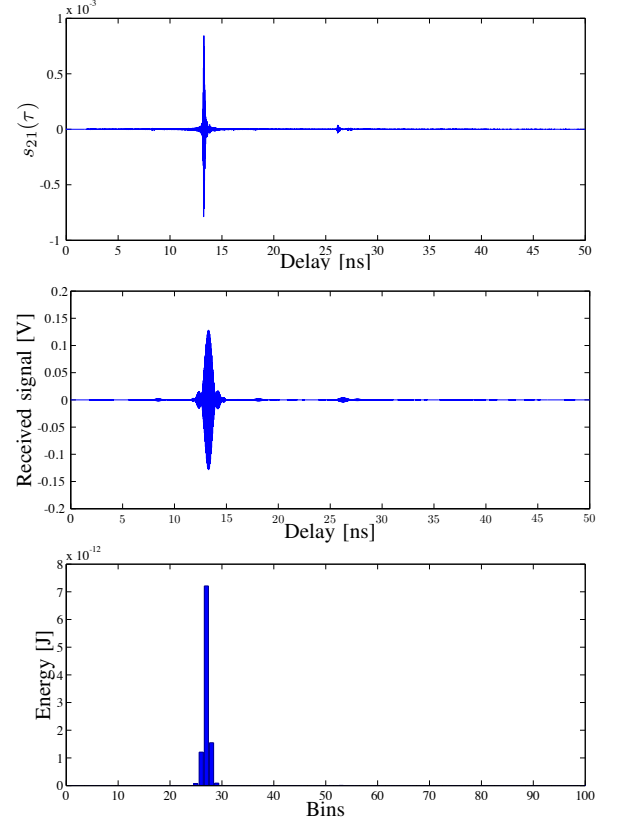 1 x 10^-3
0.5
0
-0.5
-1
s_21(τ)
0 5 10 15 20 25 30 35 40 45 50
Delay [ns]
0.2
0.15
0.1
0.05
0
-0.05
-0.1
-0.15
-0.2
Received signal [V]
0 5 10 15 20 25 30 35 40 45 50
Delay [ns]
8 x 10^-12
7
6
5
4
3
2
1
0
Energy [J]
0 10 20 30 40 50 60 70 80 90 100
Bins